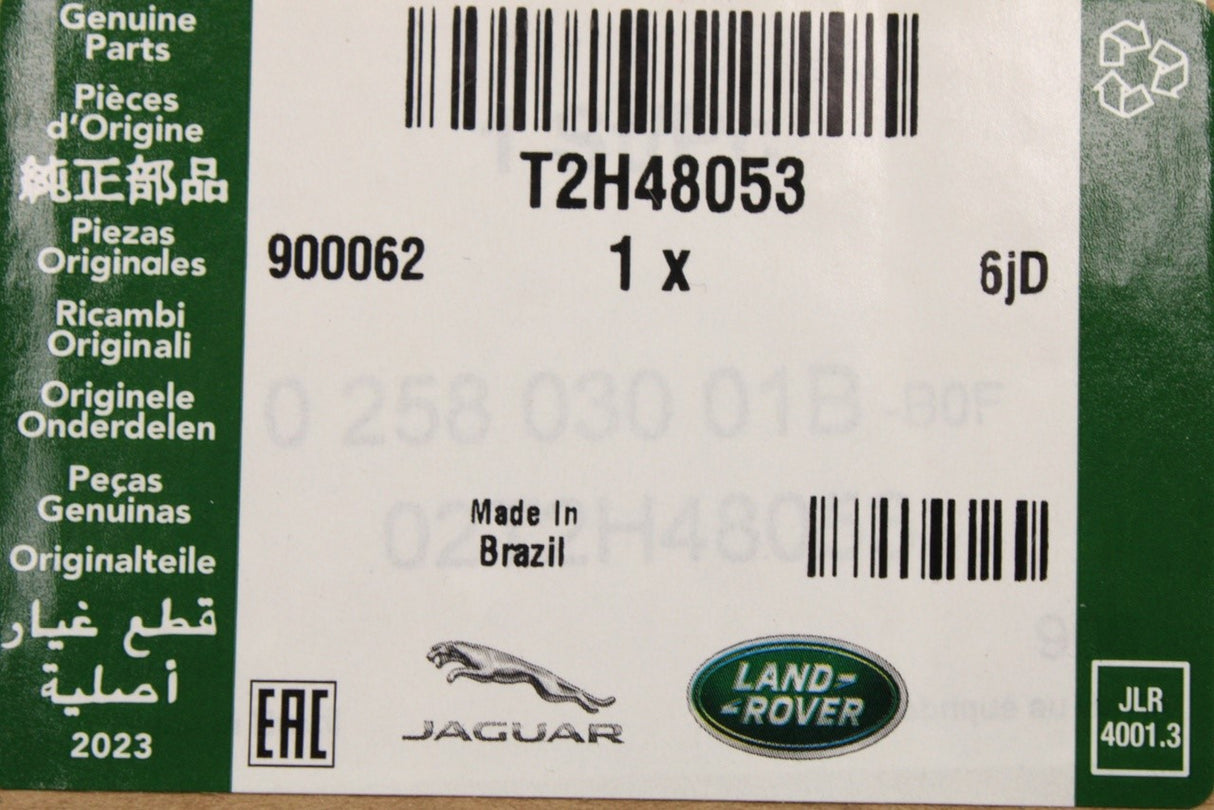 Genuine
Parts
Pièces
d'Origine
純正部品
Piezas
Originales
Ricambi
Originali
Originele
Onderdelen
Peças
Genuinas
Originalteile
قطع غيار
أصلية
2023
T2H48053
900062 1 x 6jD
0 258 030 01B -B0F
Made In
Brazil
EAC
JAGUAR
LAND-
-ROVER
JLR
4001.3